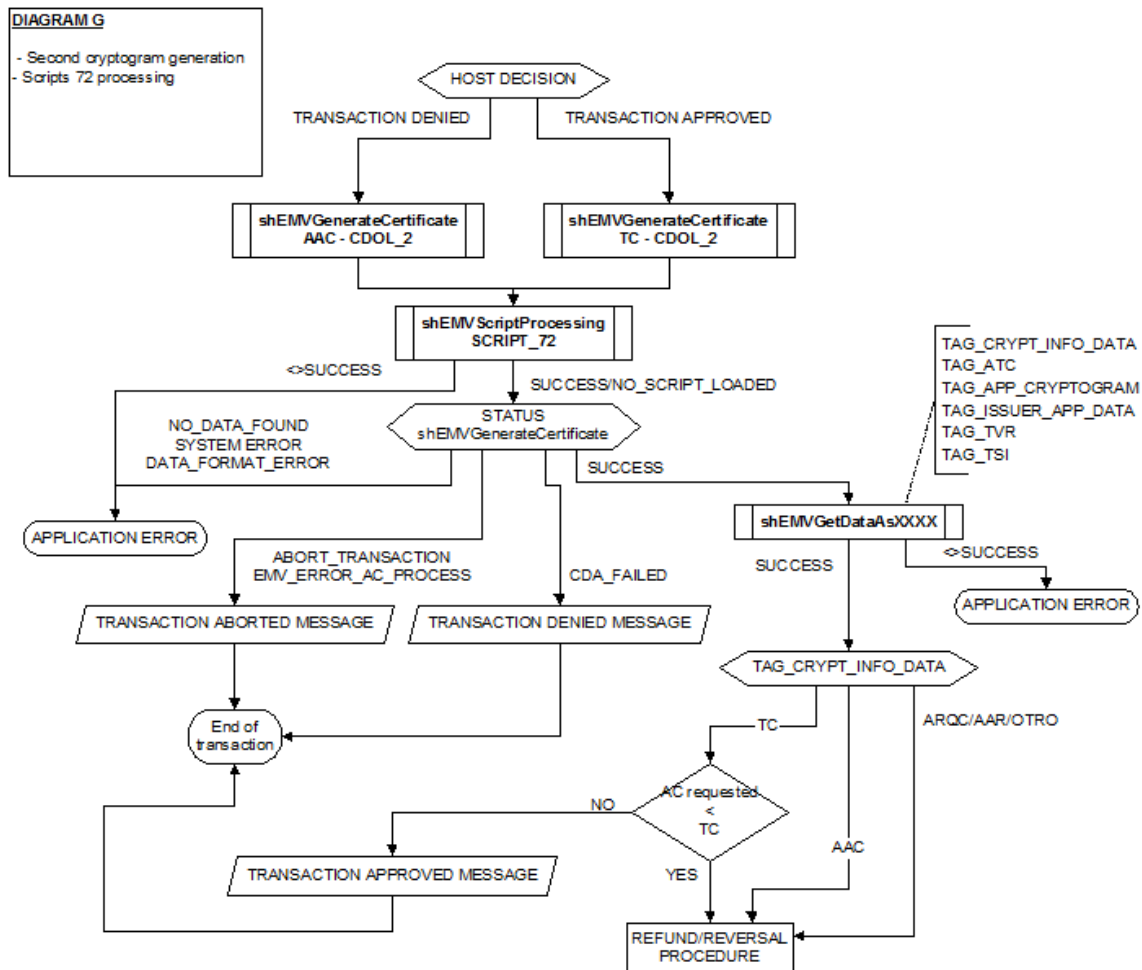 DIAGRAM G
- Second cryptogram generation
- Scripts 72 processing
HOST DECISION
TRANSACTION DENIED
TRANSACTION APPROVED
shEMVGenerateCertificate
AAC - CDOL_2
shEMVGenerateCertificate
TC - CDOL_2
shEMVScriptProcessing
SCRIPT_72
TAG_CRYPT_INFO_DATA
TAG_ATC
TAG_APP_CRYPTOGRAM
TAG_ISSUER_APP_DATA
TAG_TVR
TAG_TSI
<>SUCCESS
SUCCESS/NO_SCRIPT_LOADED
NO_DATA_FOUND
SYSTEM ERROR
DATA_FORMAT_ERROR
STATUS
shEMVGenerateCertificate
SUCCESS
shEMVGetDataAsXXXX
APPLICATION ERROR
ABORT_TRANSACTION
EMV_ERROR_AC_PROCESS
CDA_FAILED
SUCCESS
<>SUCCESS
APPLICATION ERROR
TRANSACTION ABORTED MESSAGE
TRANSACTION DENIED MESSAGE
TAG_CRYPT_INFO_DATA
End of
transaction
TC
ARQC/AAR/OTRO
AC requested
<
TC
NO
YES
AAC
TRANSACTION APPROVED MESSAGE
REFUND/REVERSAL
PROCEDURE